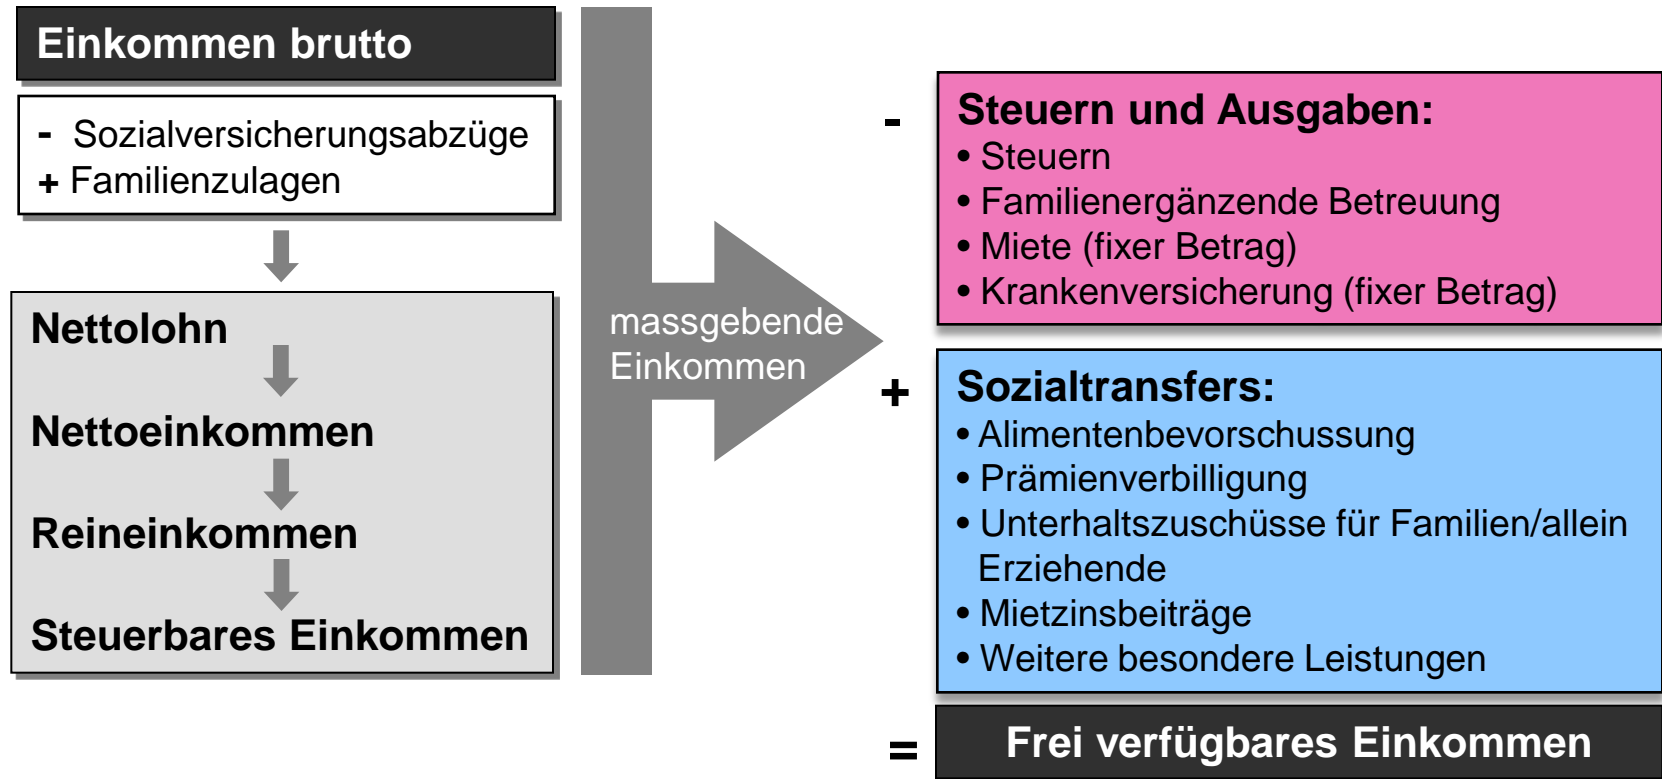 Einkommen brutto
- Sozialversicherungsabzüge
+ Familienzulagen
Nettolohn
Nettoeinkommen
Reineinkommen
Steuerbares Einkommen
massgebende
Einkommen
-
Steuern und Ausgaben:
• Steuern
• Familienergänzende Betreuung
• Miete (fixer Betrag)
• Krankenversicherung (fixer Betrag)
+
Sozialtransfers:
• Alimentenbevorschussung
• Prämienverbilligung
• Unterhaltszuschüsse für Familien/allein
Erziehende
• Mietzinsbeiträge
• Weitere besondere Leistungen
=
Frei verfügbares Einkommen